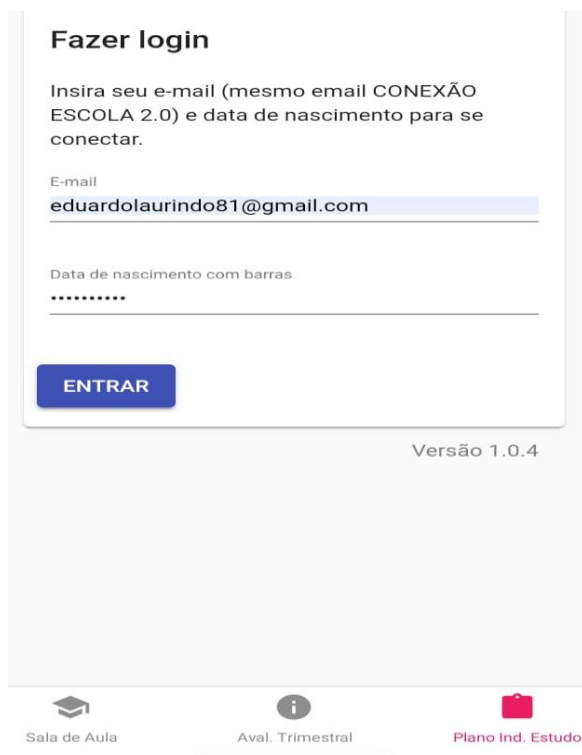 Fazer login
Insira seu e-mail (mesmo email CONEXÃO
ESCOLA 2.0) e data de nascimento para se
conectar.
E-mail
eduardolaurindo81@gmail.com
Data de nascimento com barras
••••••••••
ENTRAR
Versão 1.0.4
Sala de Aula
Aval. Trimestral
Plano Ind. Estudo